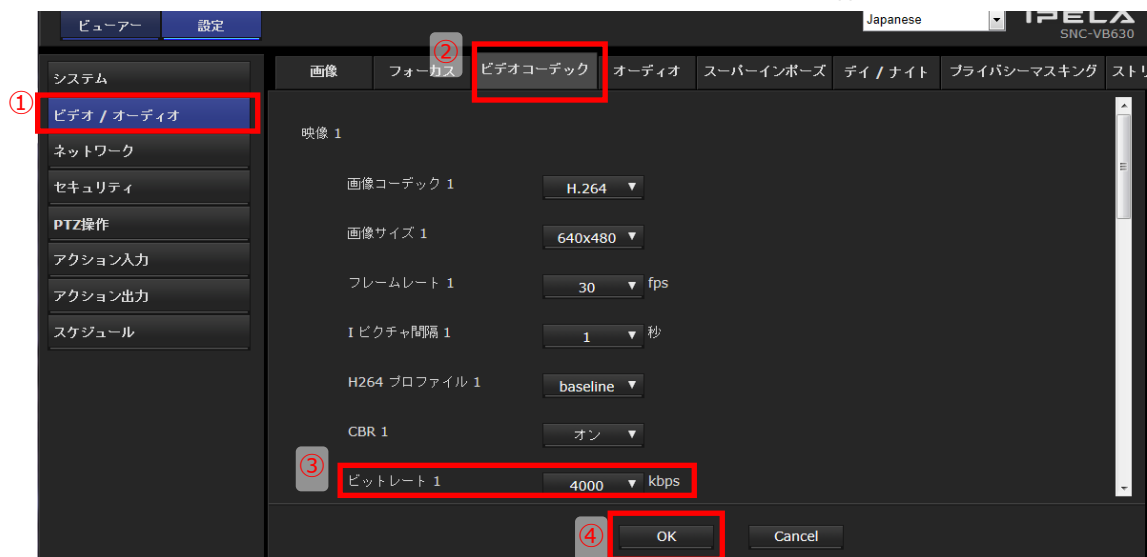 ビューアー 設定 Japanese IPELA
SNC-VB630
②
システム 画像 フォーカス ビデオコーデック オーディオ スーパーインポーズ デイ / ナイト プライバシーマスキング
①
ビデオ / オーディオ
映像 1
ネットワーク
セキュリティ 画像コーデック 1 H.264
PTZ操作 画像サイズ 1 640x480
アクション入力
フレームレート 1 30 fps
アクション出力
スケジュール I ピクチャ間隔 1 1 秒
H264 プロファイル 1 baseline
CBR 1 オン
③
ビットレート 1 4000 kbps
④ OK Cancel